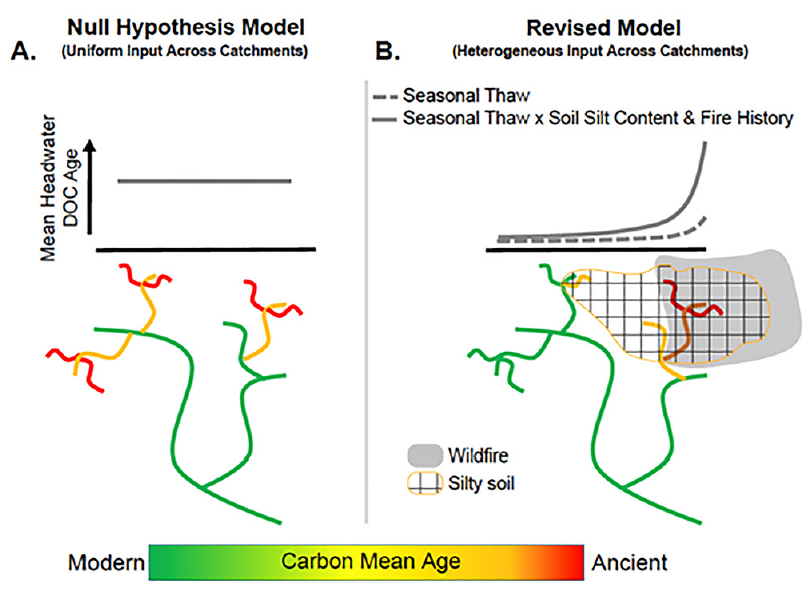 Null Hypothesis Model
A. (Uniform Input Across Catchments)
Mean Headwater
DOC Age
Revised Model
B. (Heterogeneous Input Across Catchments)
Seasonal Thaw
Seasonal Thaw x Soil Silt Content & Fire History
Wildfire
Silty soil
Modern Carbon Mean Age Ancient